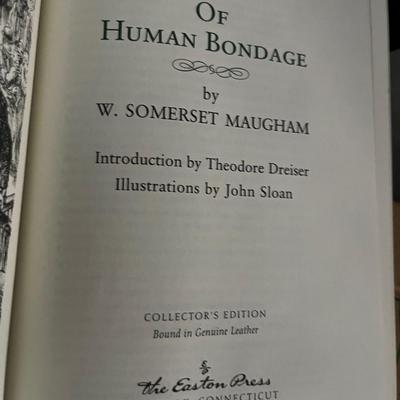 OF
HUMAN BONDAGE
by
W. SOMERSET MAUGHAM
Introduction by Theodore Dreiser
Illustrations by John Sloan
COLLECTOR'S EDITION
Bound in Genuine Leather
The Easton Press
CONNECTICUT